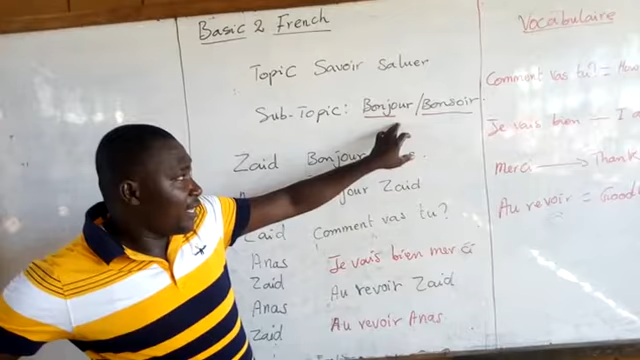 Basic 2 French
Topic Savoir saluer
Sub-Topic: Bonjour/Bonsoir
Zaid Bonjour
jour Zaid
Zaid Comment vas tu?
Anas Je vais bien merci
Zaid Au revoir Zaid
Anas Au revoir Anas
Zaid
Vocabulaire
Comment vas tu? = How
Je vais bien — I a
merci → Thank
Au revoir = Good